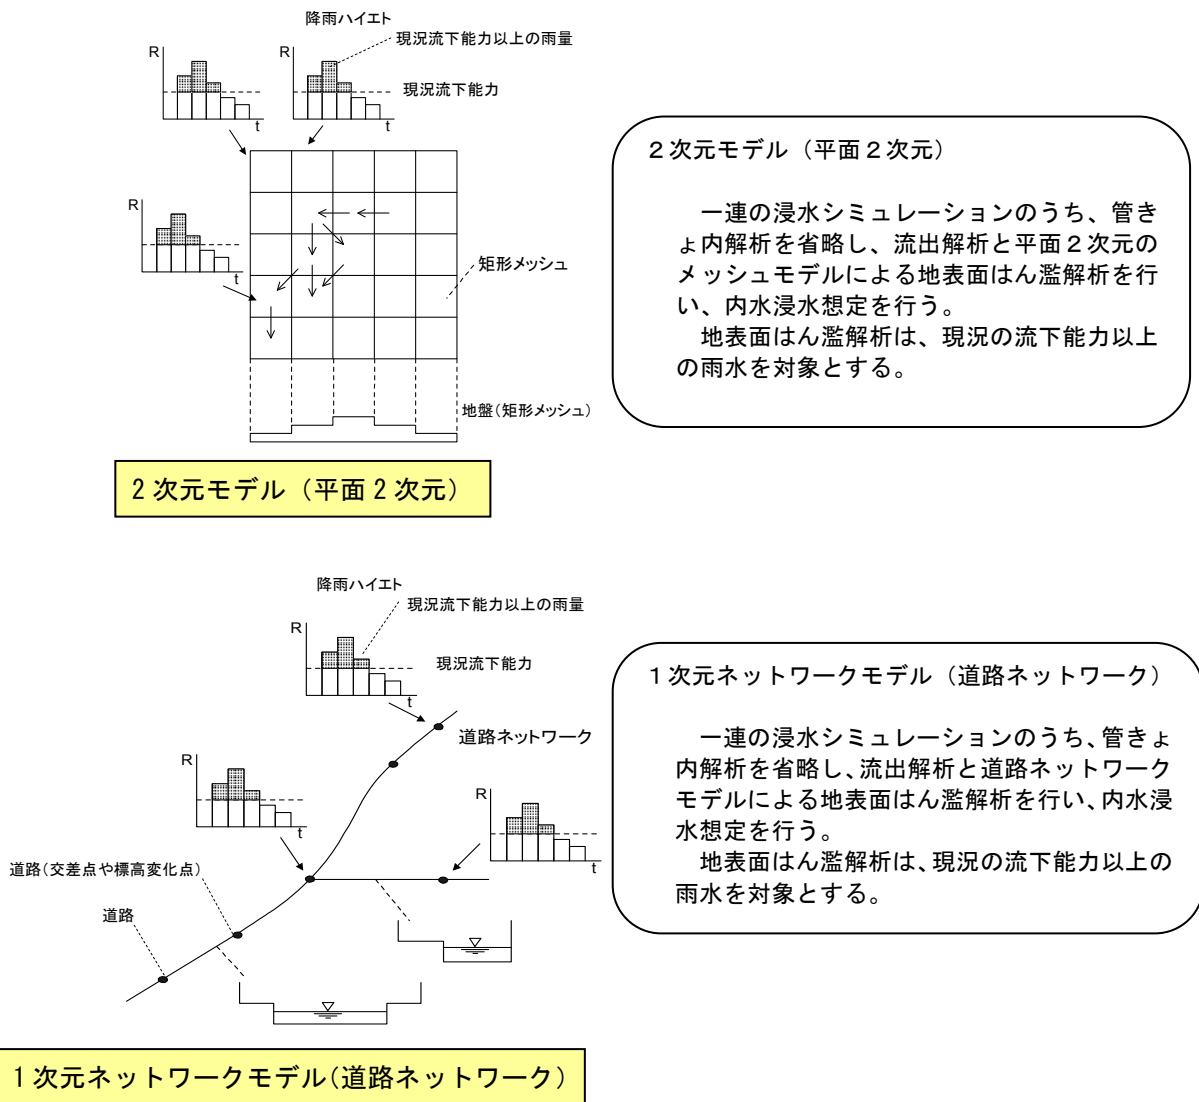 降雨ハイエト
現況流下能力以上の雨量
R
R
現況流下能力
t
t
R
t
矩形メッシュ
地盤(矩形メッシュ)
2次元モデル（平面2次元）
２次元モデル（平面２次元）
一連の浸水シミュレーションのうち、管き
ょ内解析を省略し、流出解析と平面２次元の
メッシュモデルによる地表面はん濫解析を行
い、内水浸水想定を行う。
地表面はん濫解析は、現況の流下能力以上
の雨水を対象とする。
降雨ハイエト
現況流下能力以上の雨量
R
現況流下能力
t
道路ネットワーク
R
t
R
t
道路(交差点や標高変化点)
道路
1次元ネットワークモデル(道路ネットワーク)
１次元ネットワークモデル（道路ネットワーク）
一連の浸水シミュレーションのうち、管きょ
内解析を省略し、流出解析と道路ネットワーク
モデルによる地表面はん濫解析を行い、内水浸
水想定を行う。
地表面はん濫解析は、現況の流下能力以上の
雨水を対象とする。